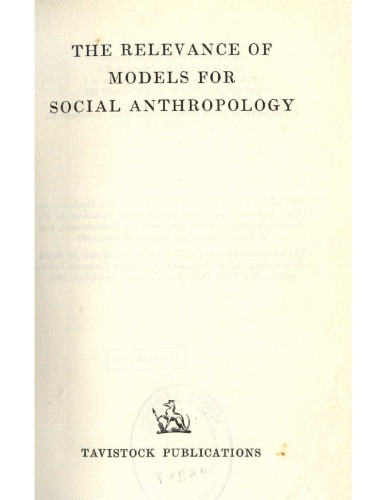 THE RELEVANCE OF
MODELS FOR
SOCIAL ANTHROPOLOGY
TAVISTOCK PUBLICATIONS